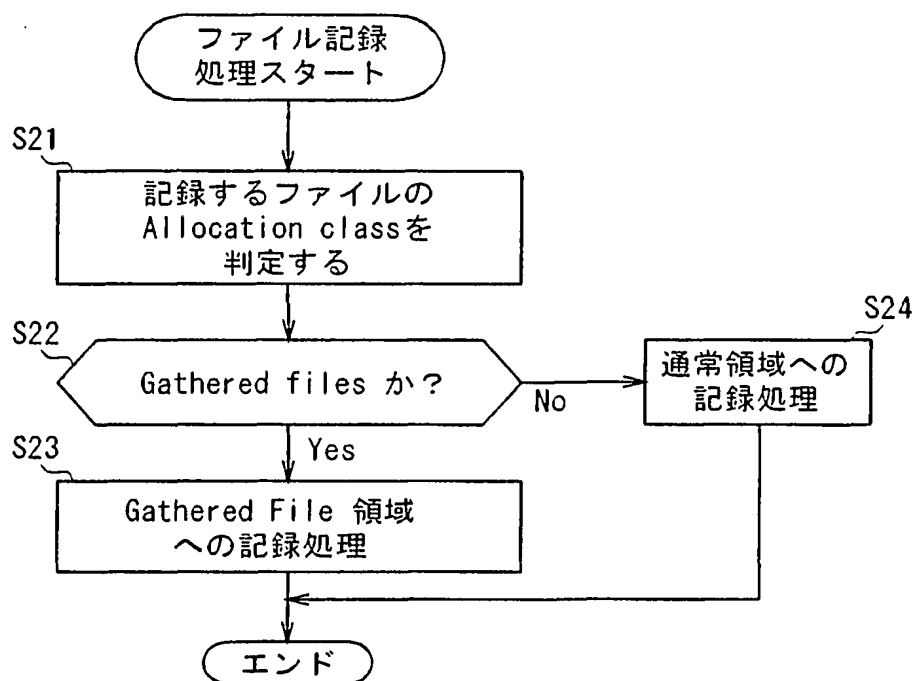 ファイル記録
処理スタート
S21
記録するファイルの
Allocation classを
判定する
S22
Gathered files か？
No
S24
通常領域への
記録処理
Yes
S23
Gathered File 領域
への記録処理
エンド